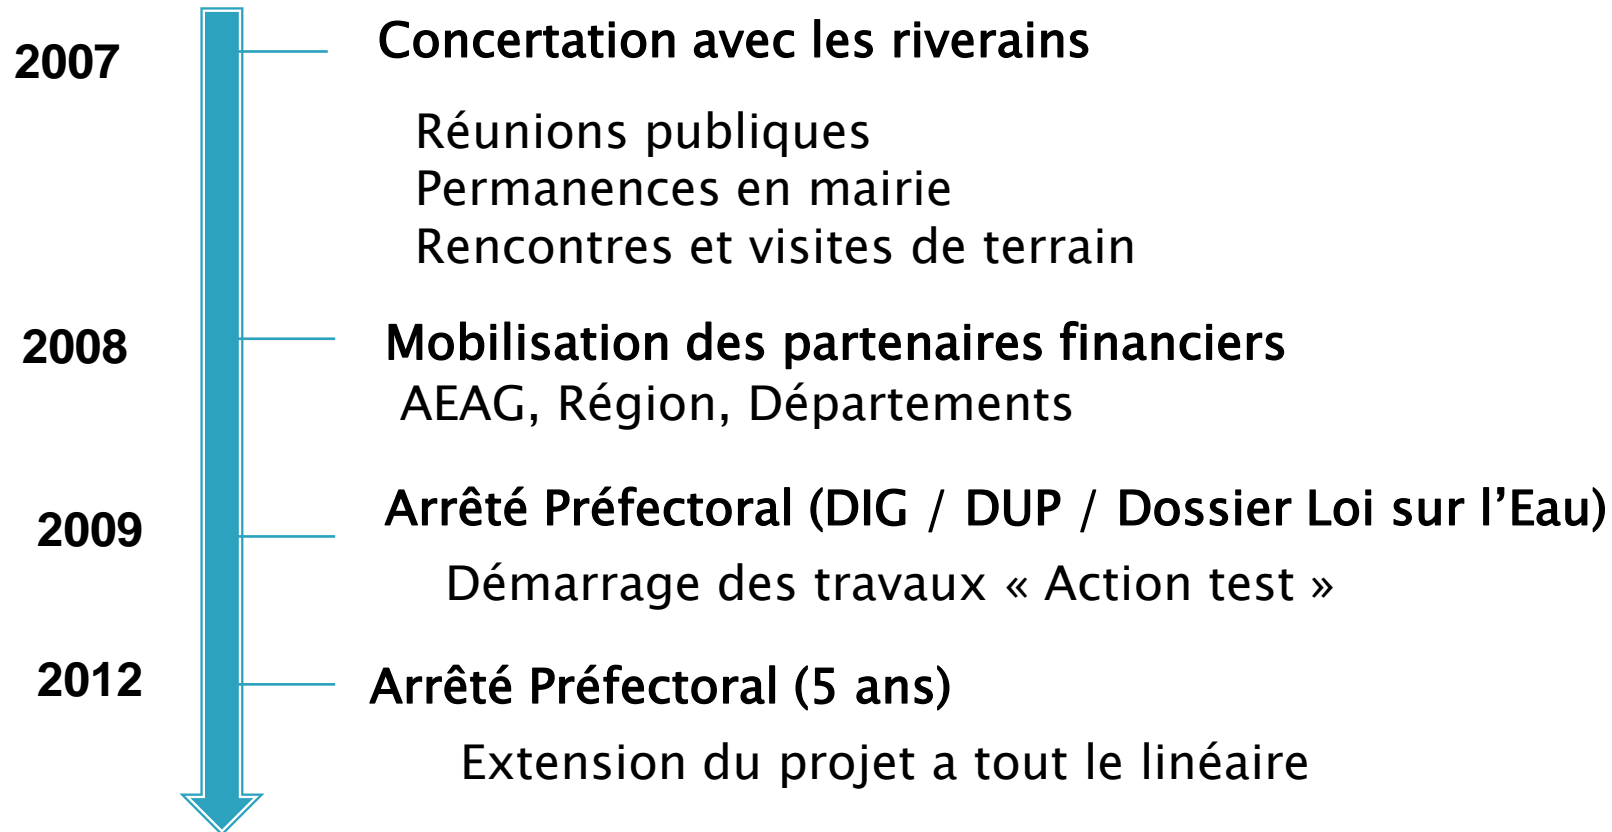 2007
Concertation avec les riverains
Réunions publiques
Permanences en mairie
Rencontres et visites de terrain
2008
Mobilisation des partenaires financiers
AEAG, Région, Départements
2009
Arrêté Préfectoral (DIG / DUP / Dossier Loi sur l’Eau)
Démarrage des travaux « Action test »
2012
Arrêté Préfectoral (5 ans)
Extension du projet a tout le linéaire